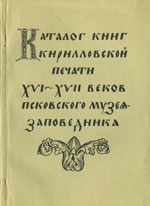 Каталог книг
кирилловской
печати
XVI–XVII веков
псковского музея-
заповедника